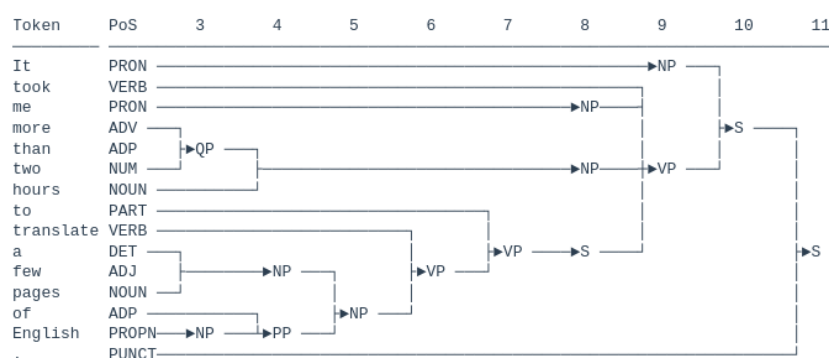 Token PoS 3 4 5 6 7 8 9 10 11
It PRON NP
took VERB
me PRON NP
more ADV S
than ADP QP
two NUM NP VP
hours NOUN
to PART
translate VERB
a DET VP S S
few ADJ NP VP
pages NOUN
of ADP NP
English PROPN NP PP
. PUNCT